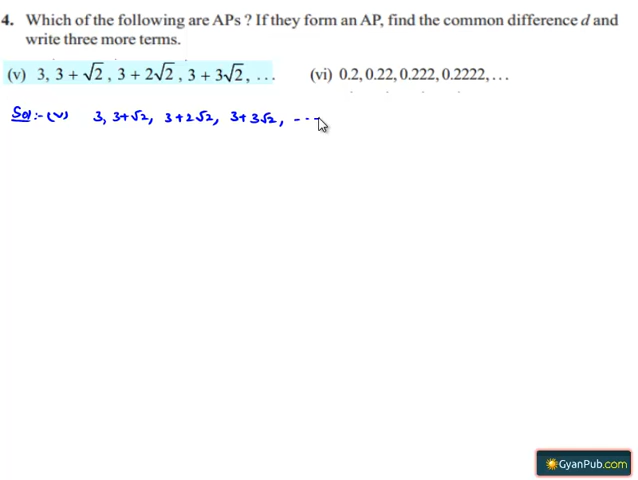 4. Which of the following are APs ? If they form an AP, find the common difference d and
write three more terms.
(v) 3, 3 + √2 , 3 + 2√2 , 3 + 3√2 , . . . (vi) 0.2, 0.22, 0.222, 0.2222, . . .
Sol :- (v) 3, 3+√2, 3+2√2, 3+3√2, - - -
GyanPub.com